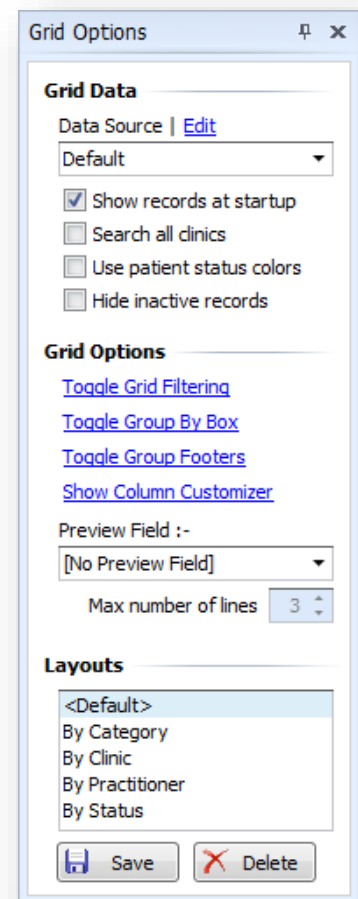 Grid Options
Grid Data
Data Source | Edit
Default
Show records at startup
Search all clinics
Use patient status colors
Hide inactive records
Grid Options
Toggle Grid Filtering
Toggle Group By Box
Toggle Group Footers
Show Column Customizer
Preview Field :-
[No Preview Field]
Max number of lines 3
Layouts
<Default>
By Category
By Clinic
By Practitioner
By Status
Save Delete